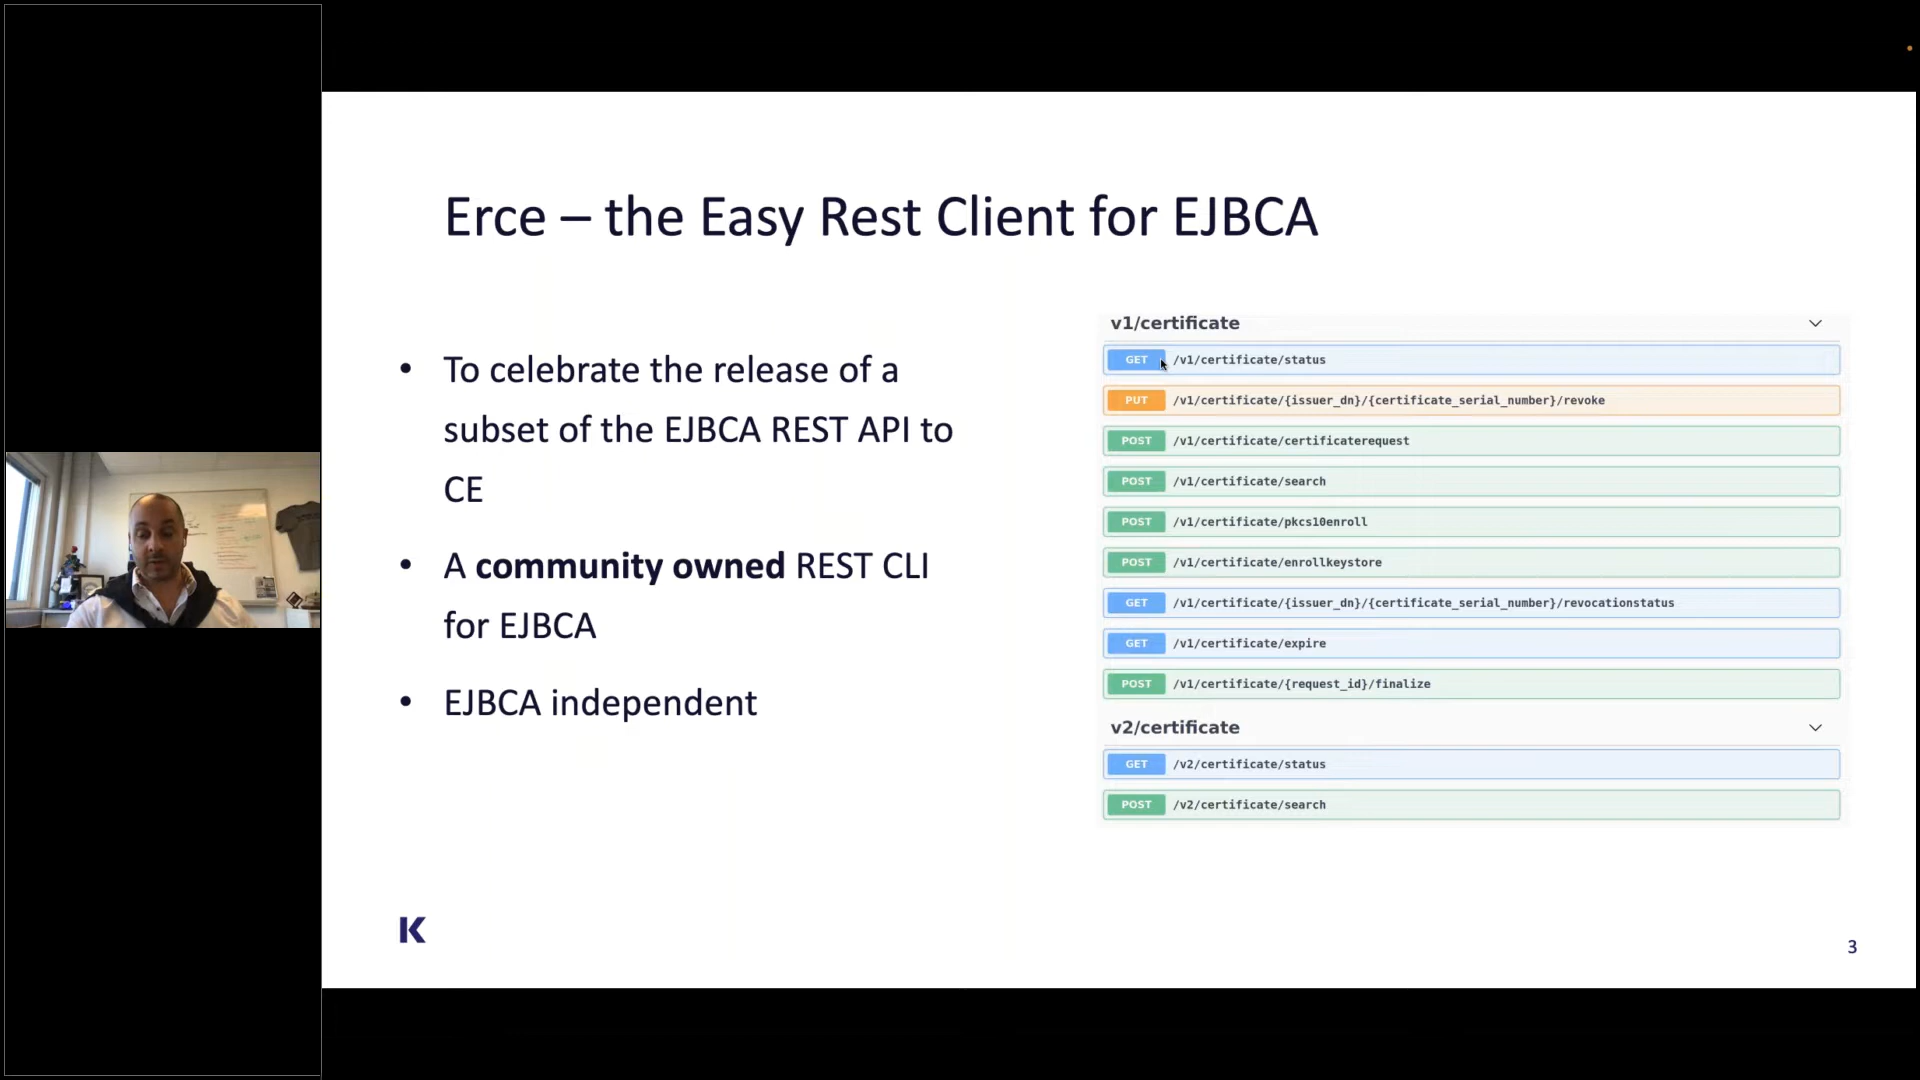 Erce – the Easy Rest Client for EJBCA
• To celebrate the release of a
subset of the EJBCA REST API to
CE
• A community owned REST CLI
for EJBCA
• EJBCA independent
v1/certificate
GET /v1/certificate/status
PUT /v1/certificate/{issuer_dn}/{certificate_serial_number}/revoke
POST /v1/certificate/certificaterequest
POST /v1/certificate/search
POST /v1/certificate/pkcs10enroll
POST /v1/certificate/enrollkeystore
GET /v1/certificate/{issuer_dn}/{certificate_serial_number}/revocationstatus
GET /v1/certificate/expire
POST /v1/certificate/{request_id}/finalize
v2/certificate
GET /v2/certificate/status
POST /v2/certificate/search
K
3